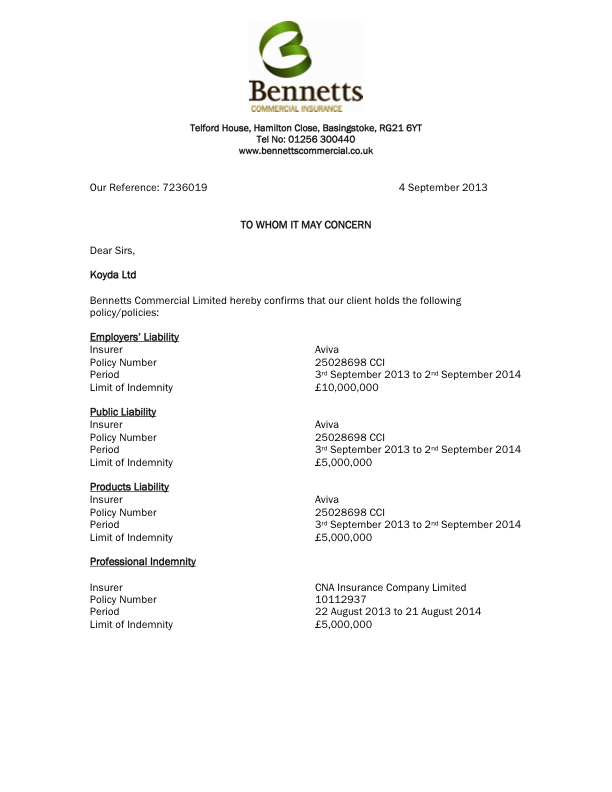 Bennetts
COMMERCIAL INSURANCE
Telford House, Hamilton Close, Basingstoke, RG21 6YT
Tel No: 01256 300440
www.bennettscommercial.co.uk
Our Reference: 7236019 4 September 2013
TO WHOM IT MAY CONCERN
Dear Sirs,
Koyda Ltd
Bennetts Commercial Limited hereby confirms that our client holds the following
policy/policies:
Employers' Liability
Insurer Aviva
Policy Number 25028698 CCI
Period 3rd September 2013 to 2nd September 2014
Limit of Indemnity £10,000,000
Public Liability
Insurer Aviva
Policy Number 25028698 CCI
Period 3rd September 2013 to 2nd September 2014
Limit of Indemnity £5,000,000
Products Liability
Insurer Aviva
Policy Number 25028698 CCI
Period 3rd September 2013 to 2nd September 2014
Limit of Indemnity £5,000,000
Professional Indemnity
Insurer CNA Insurance Company Limited
Policy Number 10112937
Period 22 August 2013 to 21 August 2014
Limit of Indemnity £5,000,000